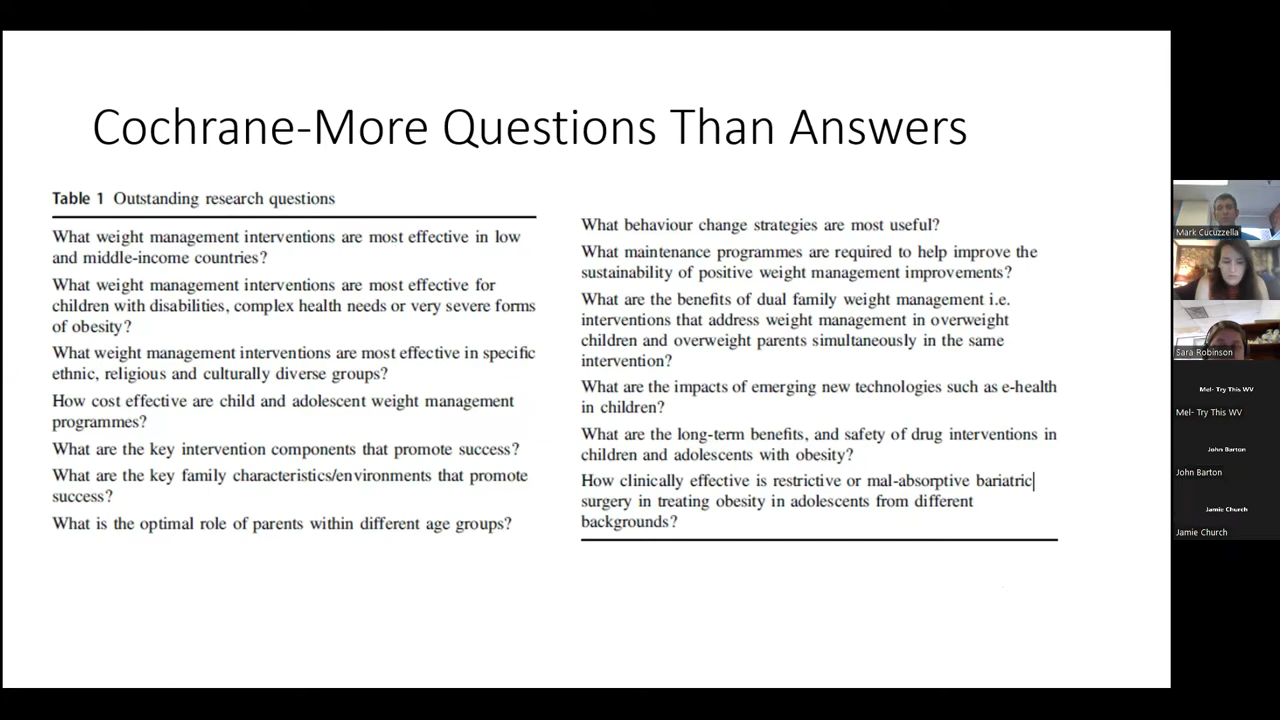 Cochrane-More Questions Than Answers
Table 1 Outstanding research questions
What weight management interventions are most effective in low
and middle-income countries?
What weight management interventions are most effective for
children with disabilities, complex health needs or very severe forms
of obesity?
What weight management interventions are most effective in specific
ethnic, religious and culturally diverse groups?
How cost effective are child and adolescent weight management
programmes?
What are the key intervention components that promote success?
What are the key family characteristics/environments that promote
success?
What is the optimal role of parents within different age groups?
What behaviour change strategies are most useful?
What maintenance programmes are required to help improve the
sustainability of positive weight management improvements?
What are the benefits of dual family weight management i.e.
interventions that address weight management in overweight
children and overweight parents simultaneously in the same
intervention?
What are the impacts of emerging new technologies such as e-health
in children?
What are the long-term benefits, and safety of drug interventions in
children and adolescents with obesity?
How clinically effective is restrictive or mal-absorptive bariatric
surgery in treating obesity in adolescents from different
backgrounds?
Mark Cucuzzella
Sara Robinson
Mel- Try This WV
Mel- Try This WV
John Barton
John Barton
Jamie Church
Jamie Church